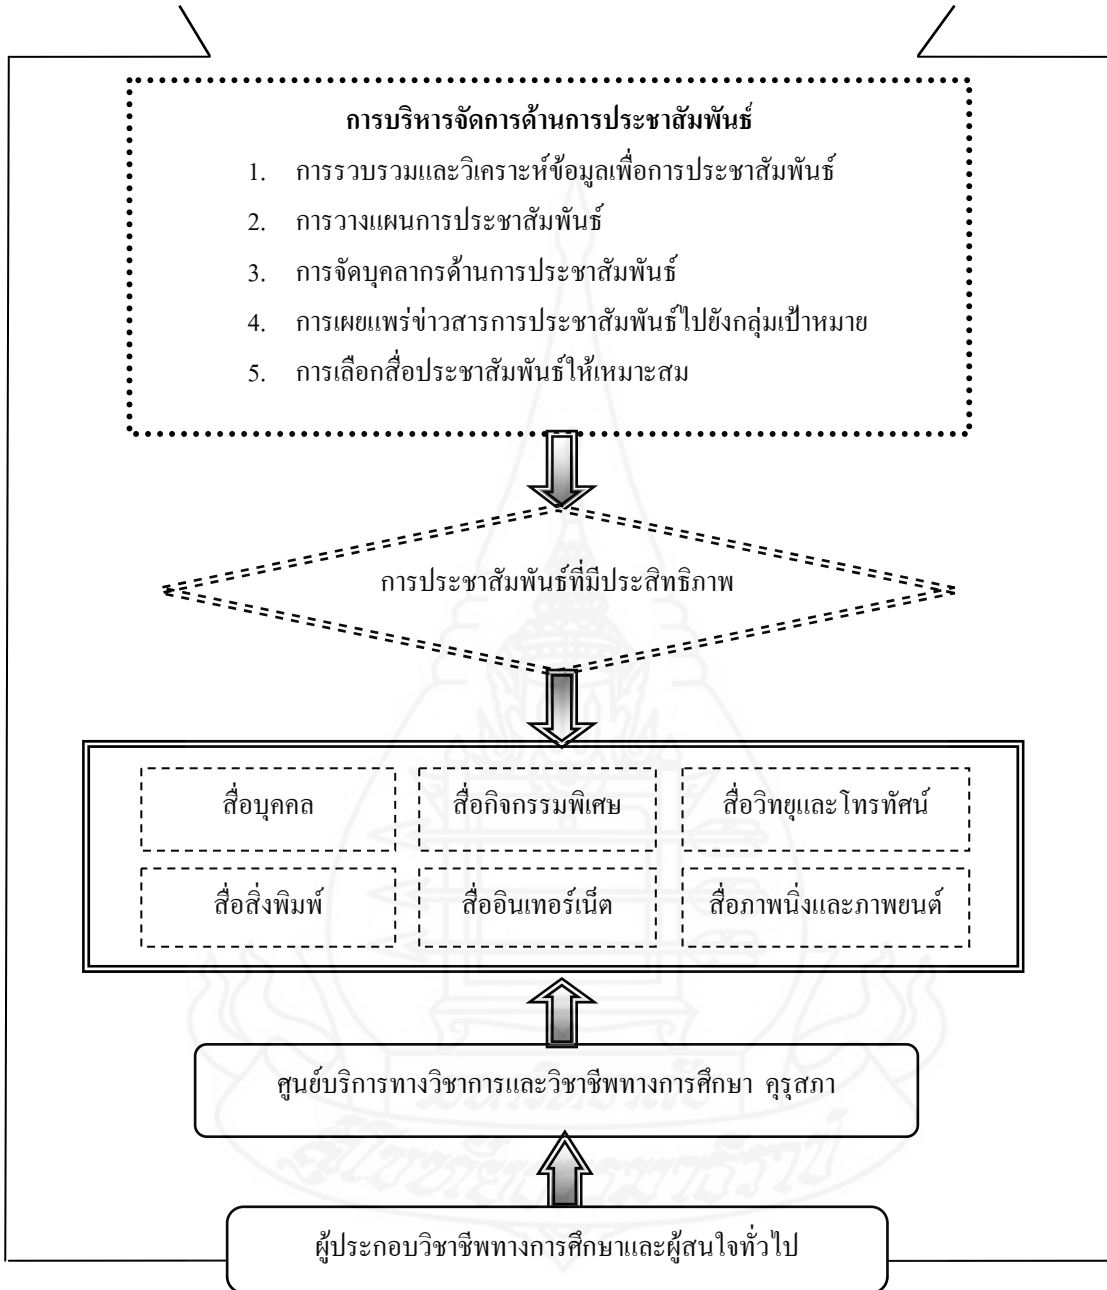 การบริหารจัดการด้านการประชาสัมพันธ์
1. การรวบรวมและวิเคราะห์ข้อมูลเพื่อการประชาสัมพันธ์
2. การวางแผนการประชาสัมพันธ์
3. การจัดบุคลากรด้านการประชาสัมพันธ์
4. การเผยแพร่ข่าวสารการประชาสัมพันธ์ไปยังกลุ่มเป้าหมาย
5. การเลือกสื่อประชาสัมพันธ์ให้เหมาะสม
การประชาสัมพันธ์ที่มีประสิทธิภาพ
สื่อบุคคล
สื่อกิจกรรมพิเศษ
สื่อวิทยุและโทรทัศน์
สื่อสิ่งพิมพ์
สื่ออินเทอร์เน็ต
สื่อภาพนิ่งและภาพยนต์
ศูนย์บริการทางวิชาการและวิชาชีพทางการศึกษา คุรุสภา
ผู้ประกอบวิชาชีพทางการศึกษาและผู้สนใจทั่วไป